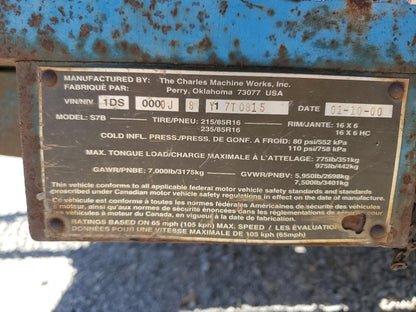 MANUFACTURED BY: The Charles Machine Works, Inc.
FABRIQUÉ PAR: Perry, Oklahoma 73077 USA
VIN/NIV 1DS 0000J 9 Y1 7T0815 DATE 01-10-00
MODEL: S7B TIRE/PNEU: 215/85R16 RIM/JANTE: 16 X 6
235/85R16 16 X 6 HC
COLD INFL. PRESS./PRESS. DE GONF. A FROID: 80 psi/552 kPa
110 psi/758 kPa
MAX. TONGUE LOAD/CHARGE MAXIMALE À L'ATTELAGE: 775lb/351kg
975lb/442kg
GAWR/PNBE: 7,000lb/3175kg GVWR/PBNV: 5,950lb/2698kg
7,500lb/3401kg
This vehicle conforms to all applicable federal motor vehicle safety standards and standards
prescribed under Canadian motor vehicle safety regulations in effect on the date of manufacture.
Ce véhicule est conforme à toutes les normes fédérales Américaines de sécurité des véhicules
à moteur, ainsi qu'aux normes énoncées dans les réglementations de sécurité pour
les véhicules à moteur du Canada, en vigueur à la date de fabrication.
RATINGS BASED ON 65 mph (105 kph) MAX. SPEED / LES ÉVALUATION
DONNÉES POUR UNE VITESSE MAXIMALE DE 105 kph (65mph)